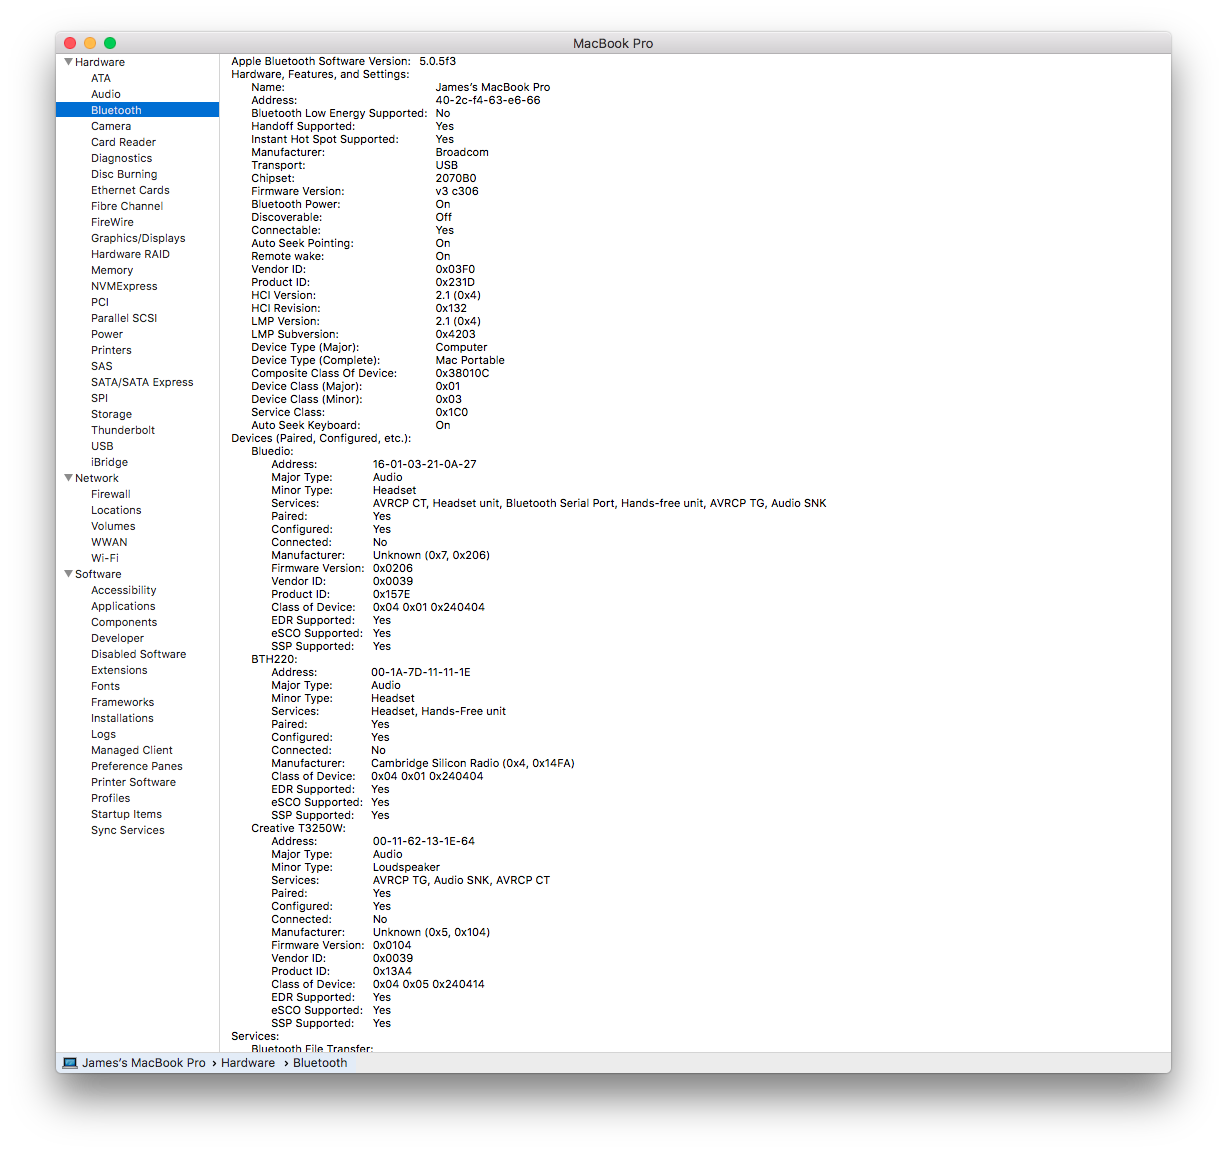 MacBook Pro
Hardware
ATA
Audio
Bluetooth
Camera
Card Reader
Diagnostics
Disc Burning
Ethernet Cards
Fibre Channel
FireWire
Graphics/Displays
Hardware RAID
Memory
NVMExpress
PCI
Parallel SCSI
Power
Printers
SAS
SATA/SATA Express
SPI
Storage
Thunderbolt
USB
iBridge
Network
Firewall
Locations
Volumes
WWAN
Wi-Fi
Software
Accessibility
Applications
Components
Developer
Disabled Software
Extensions
Fonts
Frameworks
Installations
Logs
Managed Client
Preference Panes
Printer Software
Profiles
Startup Items
Sync Services
Apple Bluetooth Software Version: 5.0.5f3
Hardware, Features, and Settings:
Name: James’s MacBook Pro
Address: 40-2c-f4-63-e6-66
Bluetooth Low Energy Supported: No
Handoff Supported: Yes
Instant Hot Spot Supported: Yes
Manufacturer: Broadcom
Transport: USB
Chipset: 2070B0
Firmware Version: v3 c306
Bluetooth Power: On
Discoverable: Off
Connectable: Yes
Auto Seek Pointing: On
Remote wake: On
Vendor ID: 0x03F0
Product ID: 0x231D
HCI Version: 2.1 (0x4)
HCI Revision: 0x132
LMP Version: 2.1 (0x4)
LMP Subversion: 0x4203
Device Type (Major): Computer
Device Type (Complete): Mac Portable
Composite Class Of Device: 0x38010C
Device Class (Major): 0x01
Device Class (Minor): 0x03
Service Class: 0x1C0
Auto Seek Keyboard: On
Devices (Paired, Configured, etc.):
Bluedio:
Address: 16-01-03-21-0A-27
Major Type: Audio
Minor Type: Headset
Services: AVRCP CT, Headset unit, Bluetooth Serial Port, Hands-free unit, AVRCP TG, Audio SNK
Paired: Yes
Configured: Yes
Connected: No
Manufacturer: Unknown (0x7, 0x206)
Firmware Version: 0x0206
Vendor ID: 0x0039
Product ID: 0x157E
Class of Device: 0x04 0x01 0x240404
EDR Supported: Yes
eSCO Supported: Yes
SSP Supported: Yes
BTH220:
Address: 00-1A-7D-11-11-1E
Major Type: Audio
Minor Type: Headset
Services: Headset, Hands-Free unit
Paired: Yes
Configured: Yes
Connected: No
Manufacturer: Cambridge Silicon Radio (0x4, 0x14FA)
Class of Device: 0x04 0x01 0x240404
EDR Supported: Yes
eSCO Supported: Yes
SSP Supported: Yes
Creative T3250W:
Address: 00-11-62-13-1E-64
Major Type: Audio
Minor Type: Loudspeaker
Services: AVRCP TG, Audio SNK, AVRCP CT
Paired: Yes
Configured: Yes
Connected: No
Manufacturer: Unknown (0x5, 0x104)
Firmware Version: 0x0104
Vendor ID: 0x0039
Product ID: 0x13A4
Class of Device: 0x04 0x05 0x240414
EDR Supported: Yes
eSCO Supported: Yes
SSP Supported: Yes
Services:
Bluetooth File Transfer:
James’s MacBook Pro › Hardware › Bluetooth